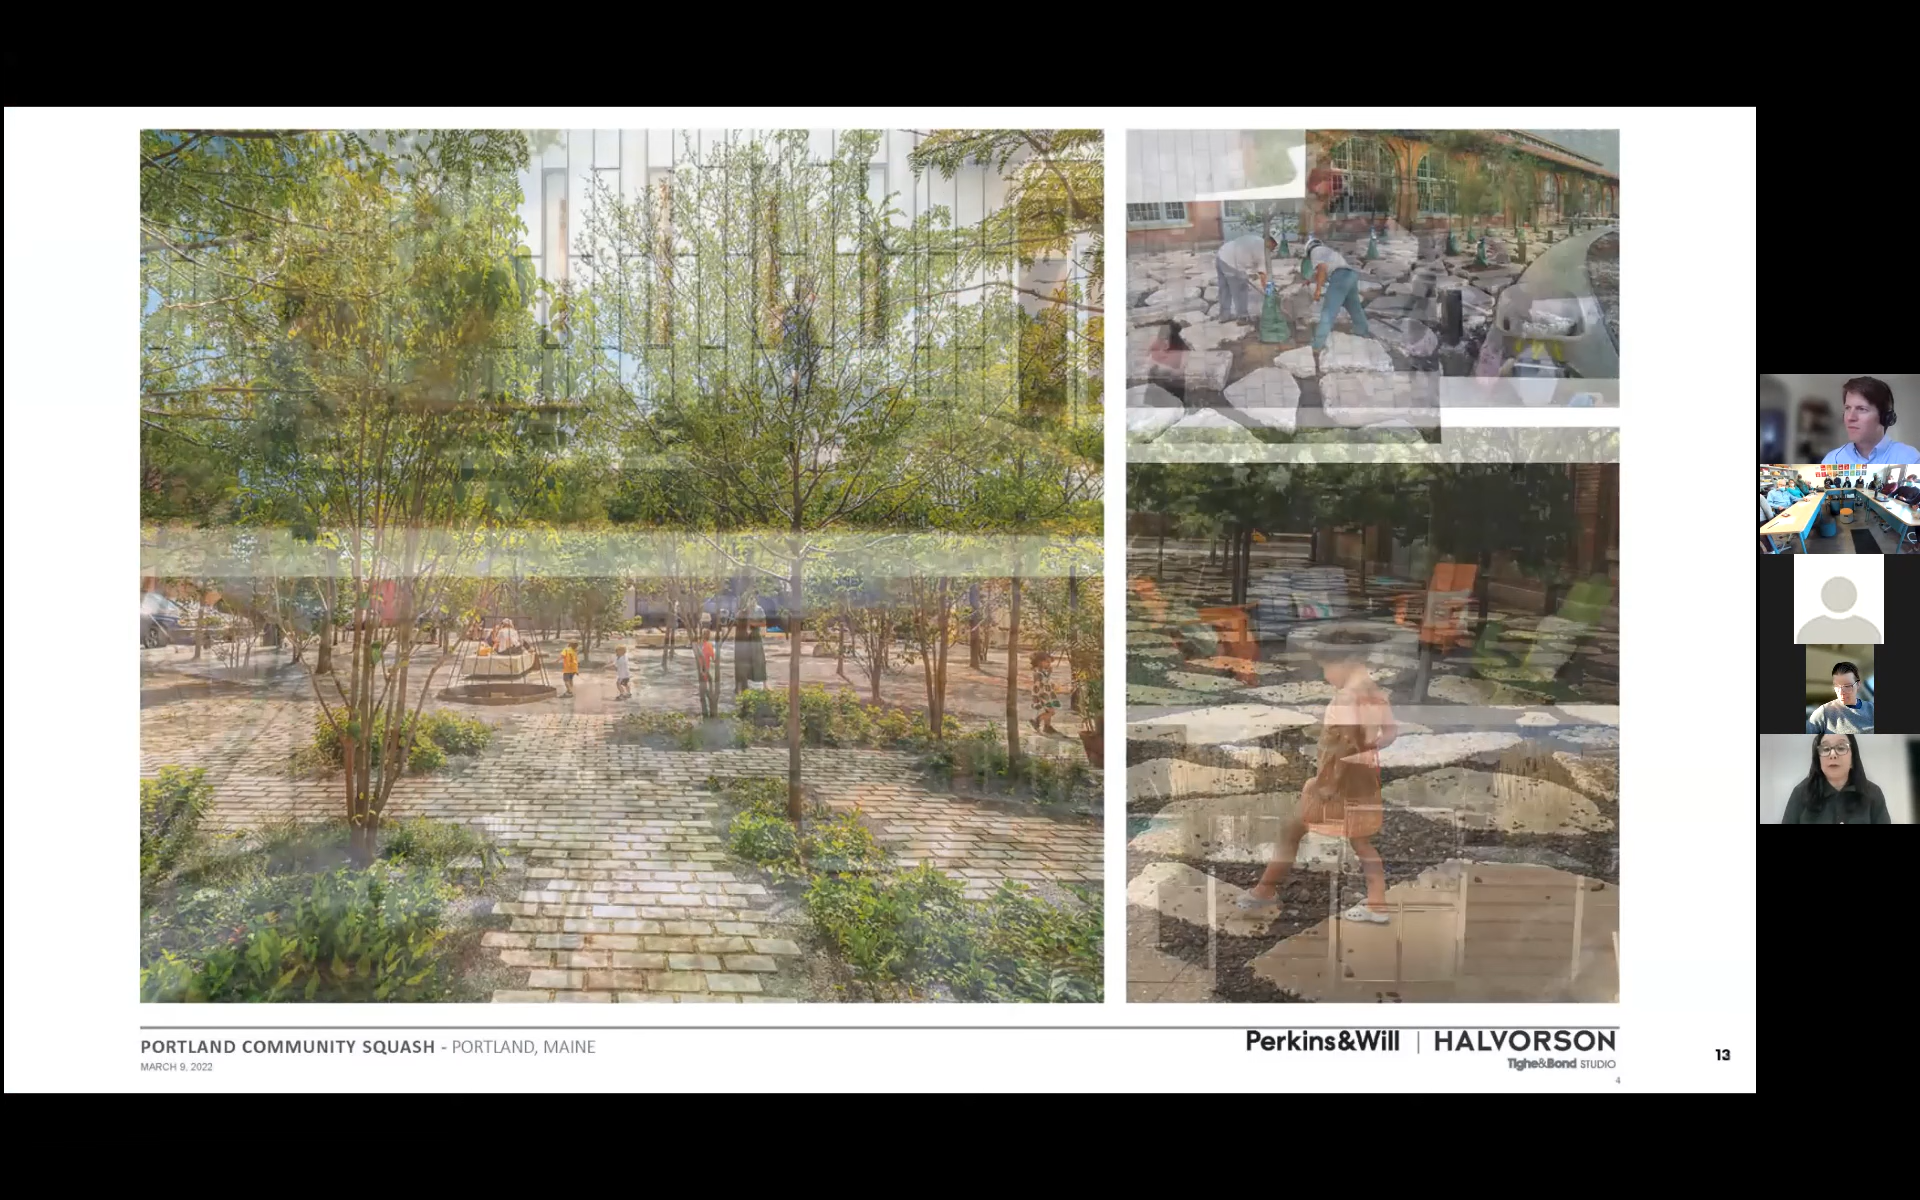 PORTLAND COMMUNITY SQUASH - PORTLAND, MAINE
MARCH 9, 2022
Perkins&Will | HALVORSON
Tighe&Bond STUDIO
4
13